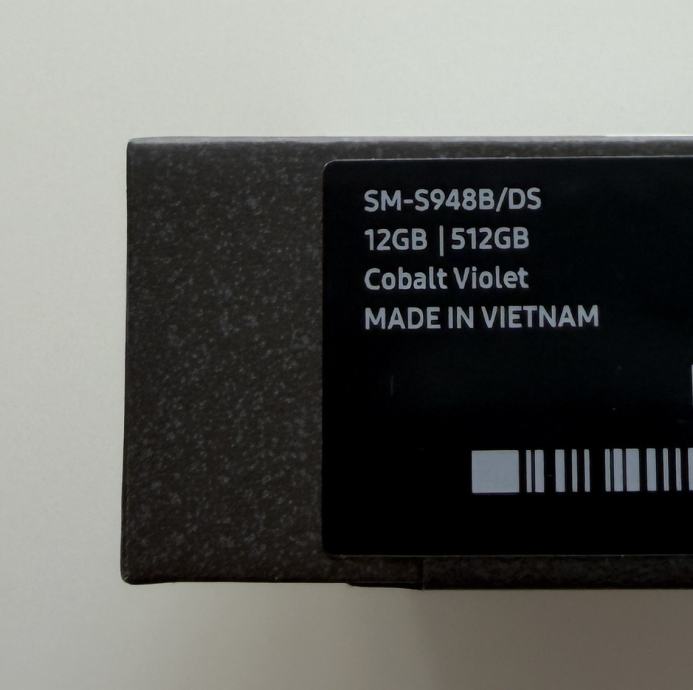 SM-S948B/DS
12GB | 512GB
Cobalt Violet
MADE IN VIETNAM